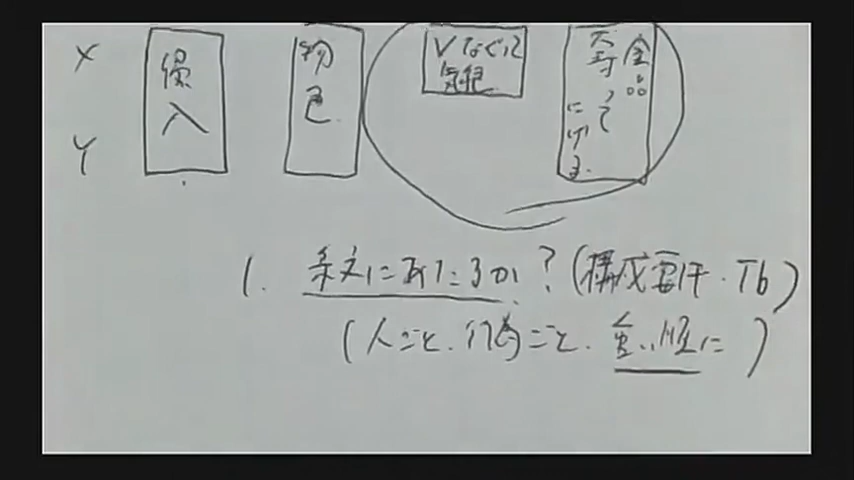 X
Y
侵入
物色
Vなぐって
気絶
金品
奪って
にげる.
1. 条文にあたるか?(構成要件・Tb)
(人ごと、行為ごと、重い順に)